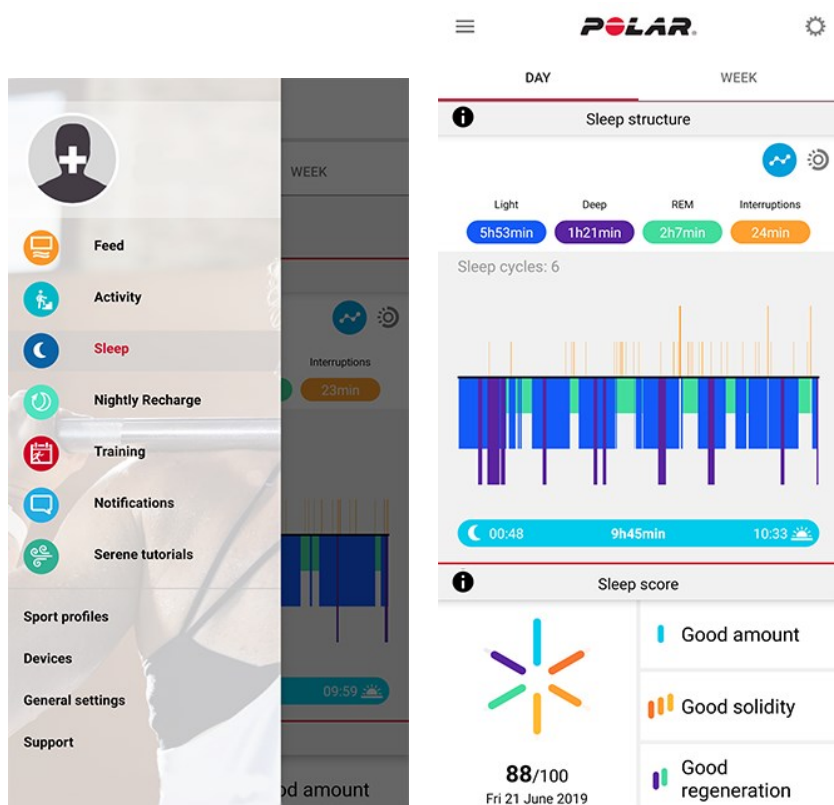 WEEK
Feed
Activity
Sleep
Interruptions
23min
Nightly Recharge
Training
Notifications
Serene tutorials
Sport profiles
Devices
09:59
General settings
Support
od amount
POLAR.
DAY
WEEK
Sleep structure
Light
Deep
REM
Interruptions
5h53min
1h21min
2h7min
24min
Sleep cycles: 6
00:48
9h45min
10:33
Sleep score
Good amount
Good solidity
Good
regeneration
88/100
Fri 21 June 2019